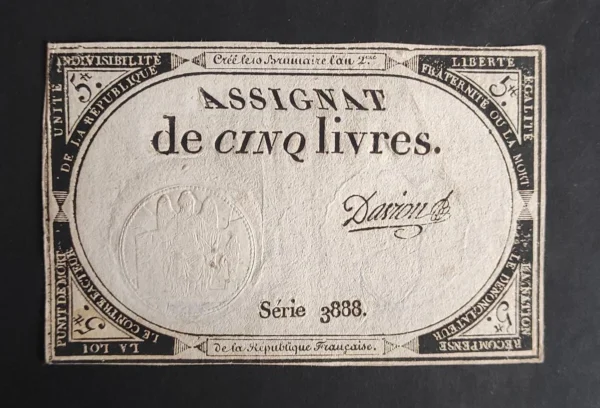 Créé le 10 Brumaire l'an 2.me
UNITÉ INDIVISIBILITÉ
DE LA RÉPUBLIQUE
LIBERTÉ ÉGALITÉ
FRATERNITÉ OU LA MORT
ASSIGNAT
de CINQ livres.
Davion
Série 3888.
LA LOI PUNIT DE MORT
LE CONTREFACTEUR
LA NATION RÉCOMPENSE
LE DÉNONCIATEUR
de la République Française.
5
5
5
5